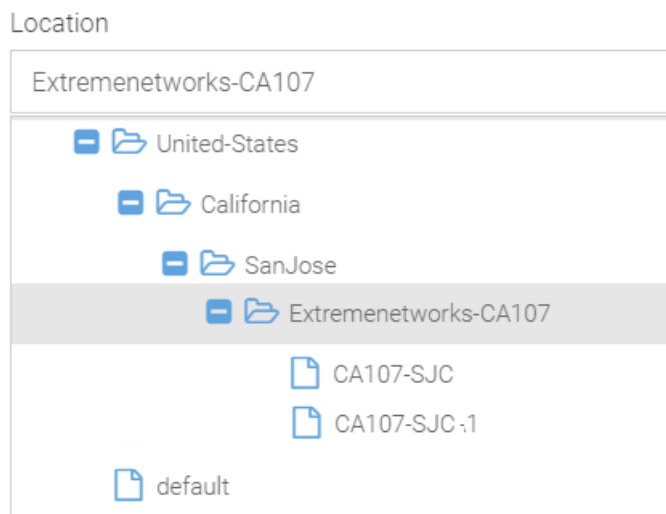 Location
Extremenetworks-CA107
United-States
California
SanJose
Extremenetworks-CA107
CA107-SJC
CA107-SJC-1
default